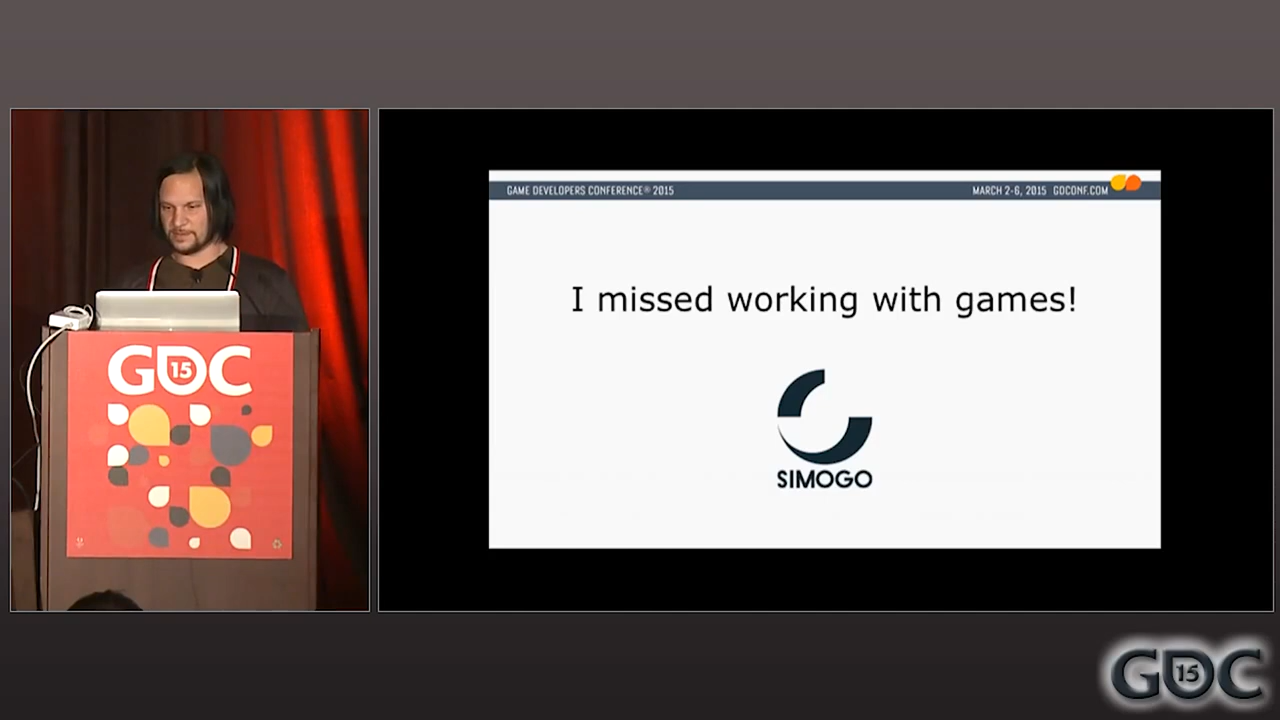 GAME DEVELOPERS CONFERENCE® 2015
MARCH 2-6, 2015 GDCONF.COM
I missed working with games!
SIMOGO
GDC
15
GDC
15